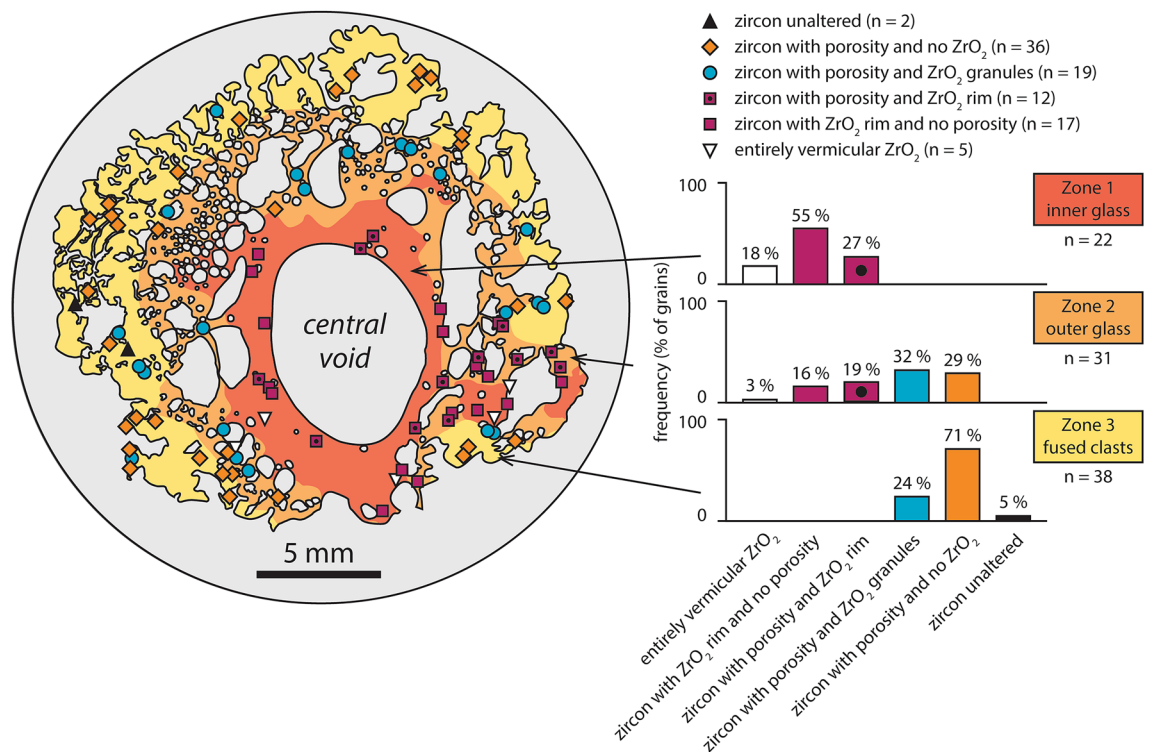 zircon unaltered (n = 2)
zircon with porosity and no ZrO₂ (n = 36)
zircon with porosity and ZrO₂ granules (n = 19)
zircon with porosity and ZrO₂ rim (n = 12)
zircon with ZrO₂ rim and no porosity (n = 17)
entirely vermicular ZrO₂ (n = 5)
central
void
5 mm
frequency (% of grains)
100
0
18 %
55 %
27 %
Zone 1
inner glass
n = 22
100
0
3 %
16 %
19 %
32 %
29 %
Zone 2
outer glass
n = 31
100
0
24 %
71 %
5 %
Zone 3
fused clasts
n = 38
entirely vermicular ZrO₂
zircon with ZrO₂ rim and no porosity
zircon with porosity and ZrO₂ rim
zircon with porosity and ZrO₂ granules
zircon with porosity and no ZrO₂
zircon unaltered